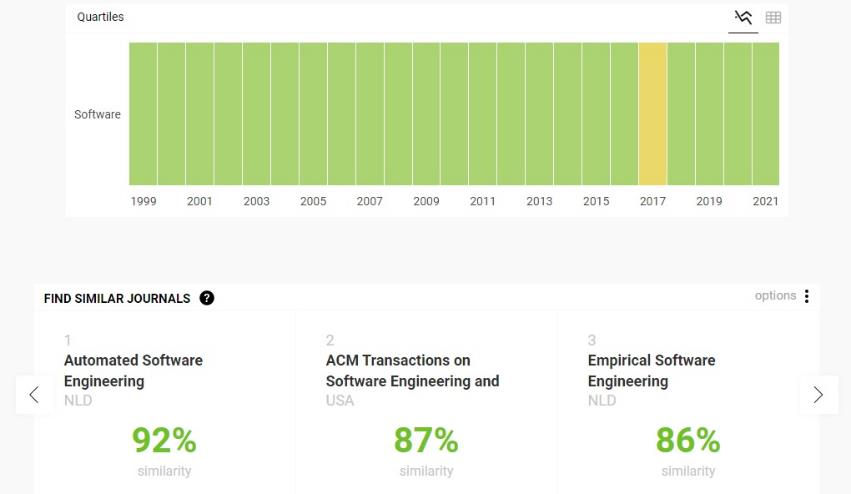 Quartiles
Software
1999 2001 2003 2005 2007 2009 2011 2013 2015 2017 2019 2021
FIND SIMILAR JOURNALS ?
options
1
Automated Software
Engineering
NLD
92%
similarity
2
ACM Transactions on
Software Engineering and
USA
87%
similarity
3
Empirical Software
Engineering
NLD
86%
similarity